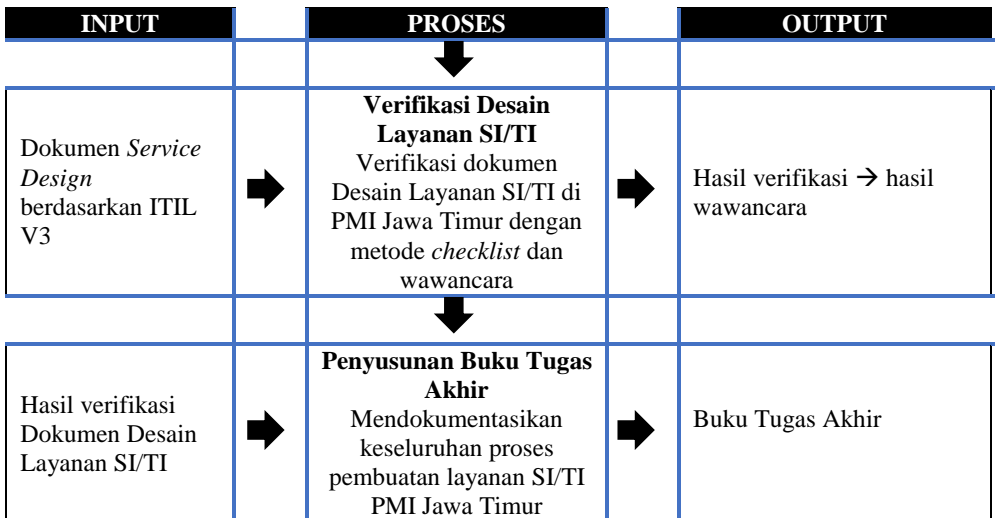 INPUT
PROSES
OUTPUT
Dokumen Service
Design
berdasarkan ITIL
V3
Verifikasi Desain
Layanan SI/TI
Verifikasi dokumen
Desain Layanan SI/TI di
PMI Jawa Timur dengan
metode checklist dan
wawancara
Hasil verifikasi → hasil
wawancara
Hasil verifikasi
Dokumen Desain
Layanan SI/TI
Penyusunan Buku Tugas
Akhir
Mendokumentasikan
keseluruhan proses
pembuatan layanan SI/TI
PMI Jawa Timur
Buku Tugas Akhir